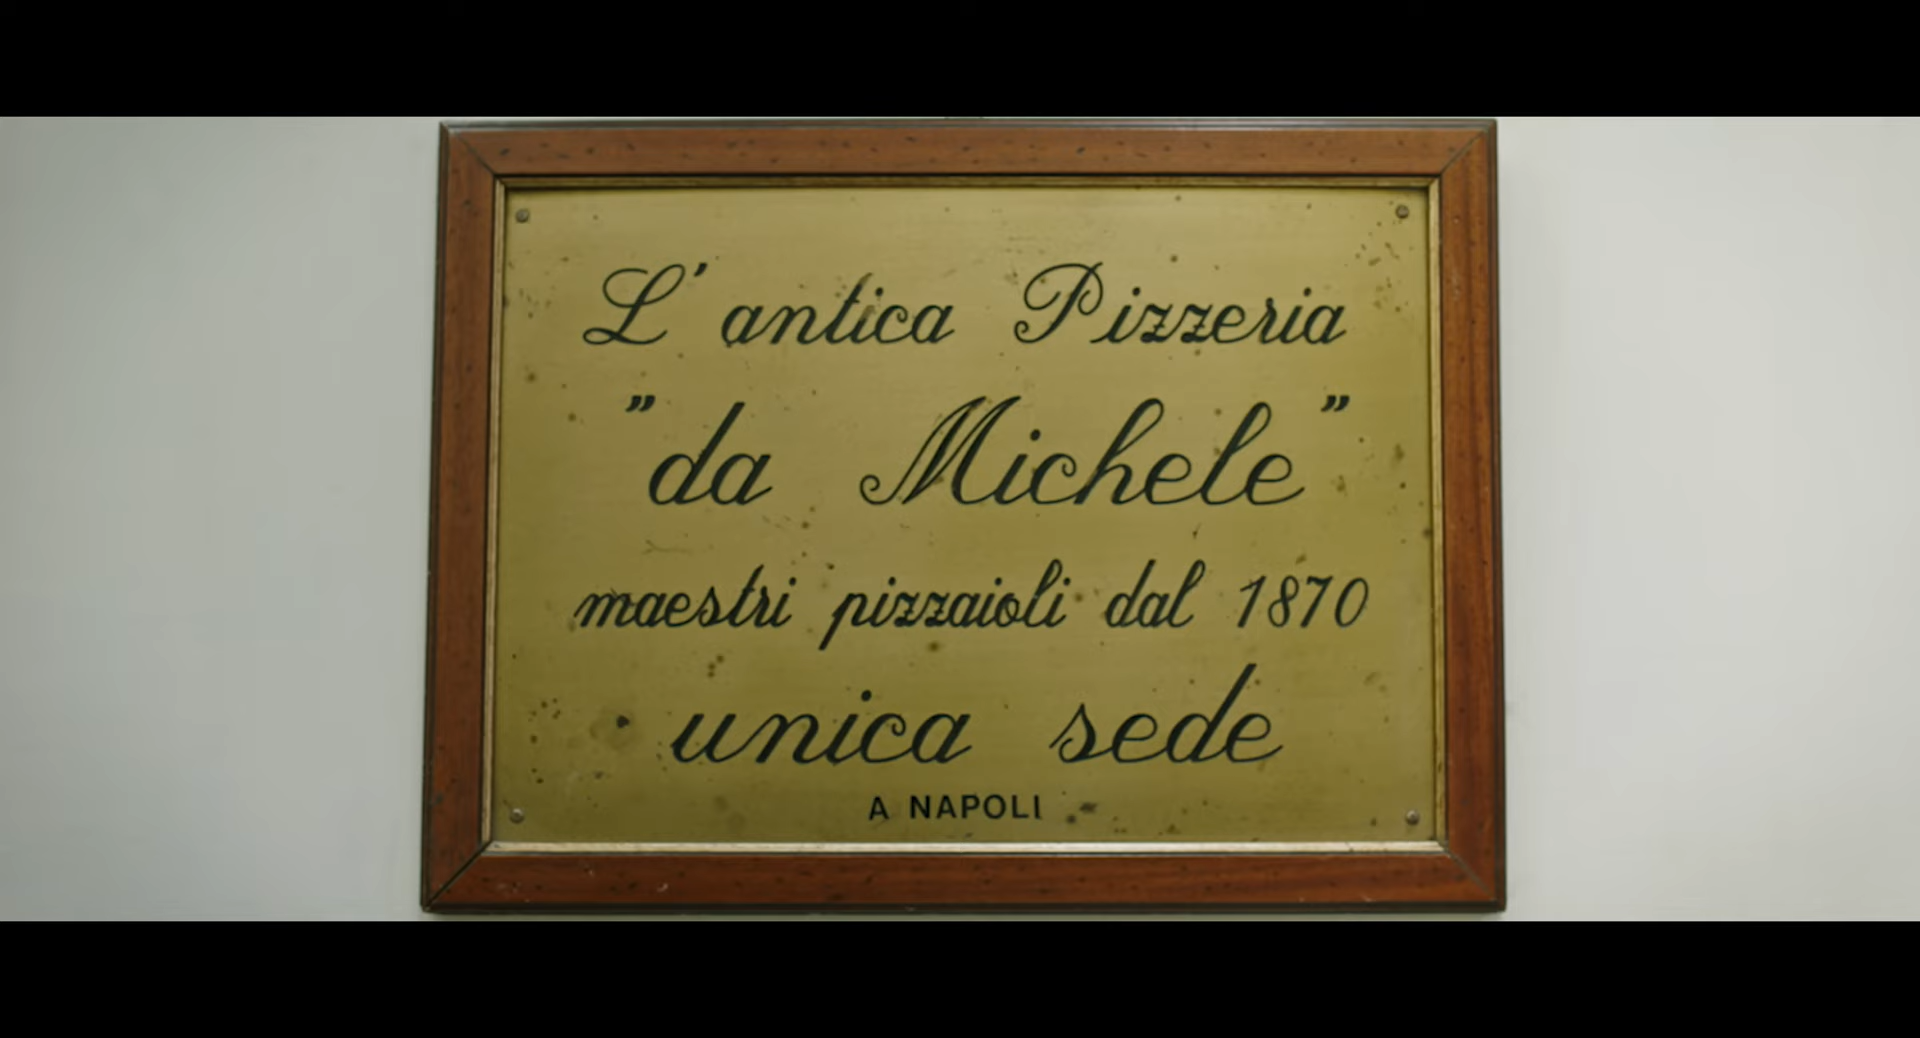 L'antica Pizzeria
"da Michele"
maestri pizzaioli dal 1870
unica sede
A NAPOLI